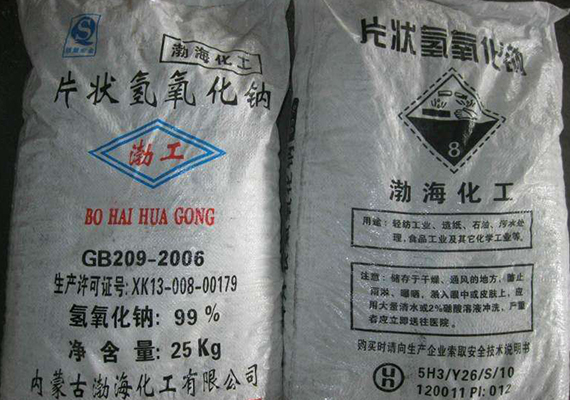 渤海化工
片状氢氧化钠
渤工
BO HAI HUA GONG
GB209-2006
生产许可证号: XK13-008-00179
氢氧化钠: 99%
净含量: 25Kg
内蒙古渤海化工有限公司
片状氢氧化钠
8
渤海化工
用途: 轻纺工业、造纸、石油、污水处
理, 食品工业及其它化学工业等。
注意: 储存于干燥、通风的地方, 防止
雨淋、曝晒, 溅入眼中或皮肤上, 应
用大量清水或2%硼酸溶液冲洗, 严重
者应立即送往医院。
购买时请向生产企业索取安全技术说明书
un
5H3/Y26/S/10
120011 PI: 012